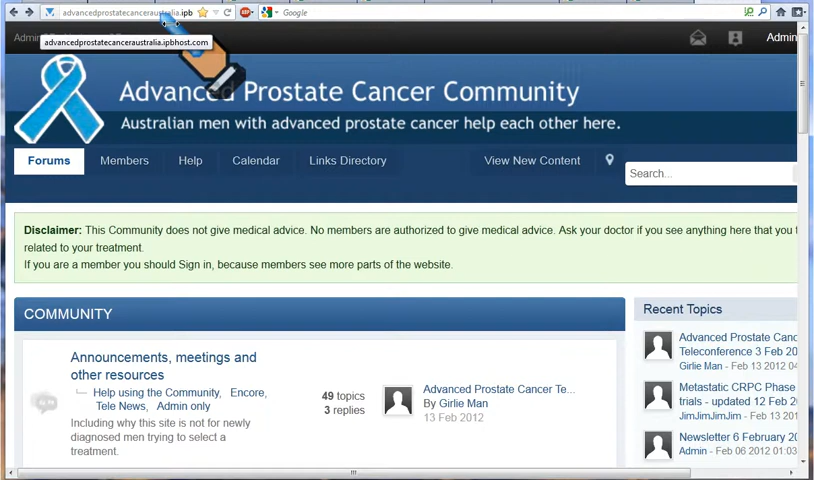 advancedprostatecanceraustralia.ipb
Google
advancedprostatecanceraustralia.ipbhost.com
Admin
Advanced Prostate Cancer Community
Australian men with advanced prostate cancer help each other here.
Forums Members Help Calendar Links Directory View New Content
Search...
Disclaimer: This Community does not give medical advice. No members are authorized to give medical advice. Ask your doctor if you see anything here that you
related to your treatment.
If you are a member you should Sign in, because members see more parts of the website.
COMMUNITY
Announcements, meetings and
other resources
Help using the Community, Encore,
Tele News, Admin only
Including why this site is not for newly
diagnosed men trying to select a
treatment.
49 topics
3 replies
Advanced Prostate Cancer Te...
By Girlie Man
13 Feb 2012
Recent Topics
Advanced Prostate Canc
Teleconference 3 Feb 20
Girlie Man - Feb 13 2012 04
Metastatic CRPC Phase
trials - updated 12 Feb 2
JimJimJimJim - Feb 13 201
Newsletter 6 February 20
Admin - Feb 06 2012 01:03